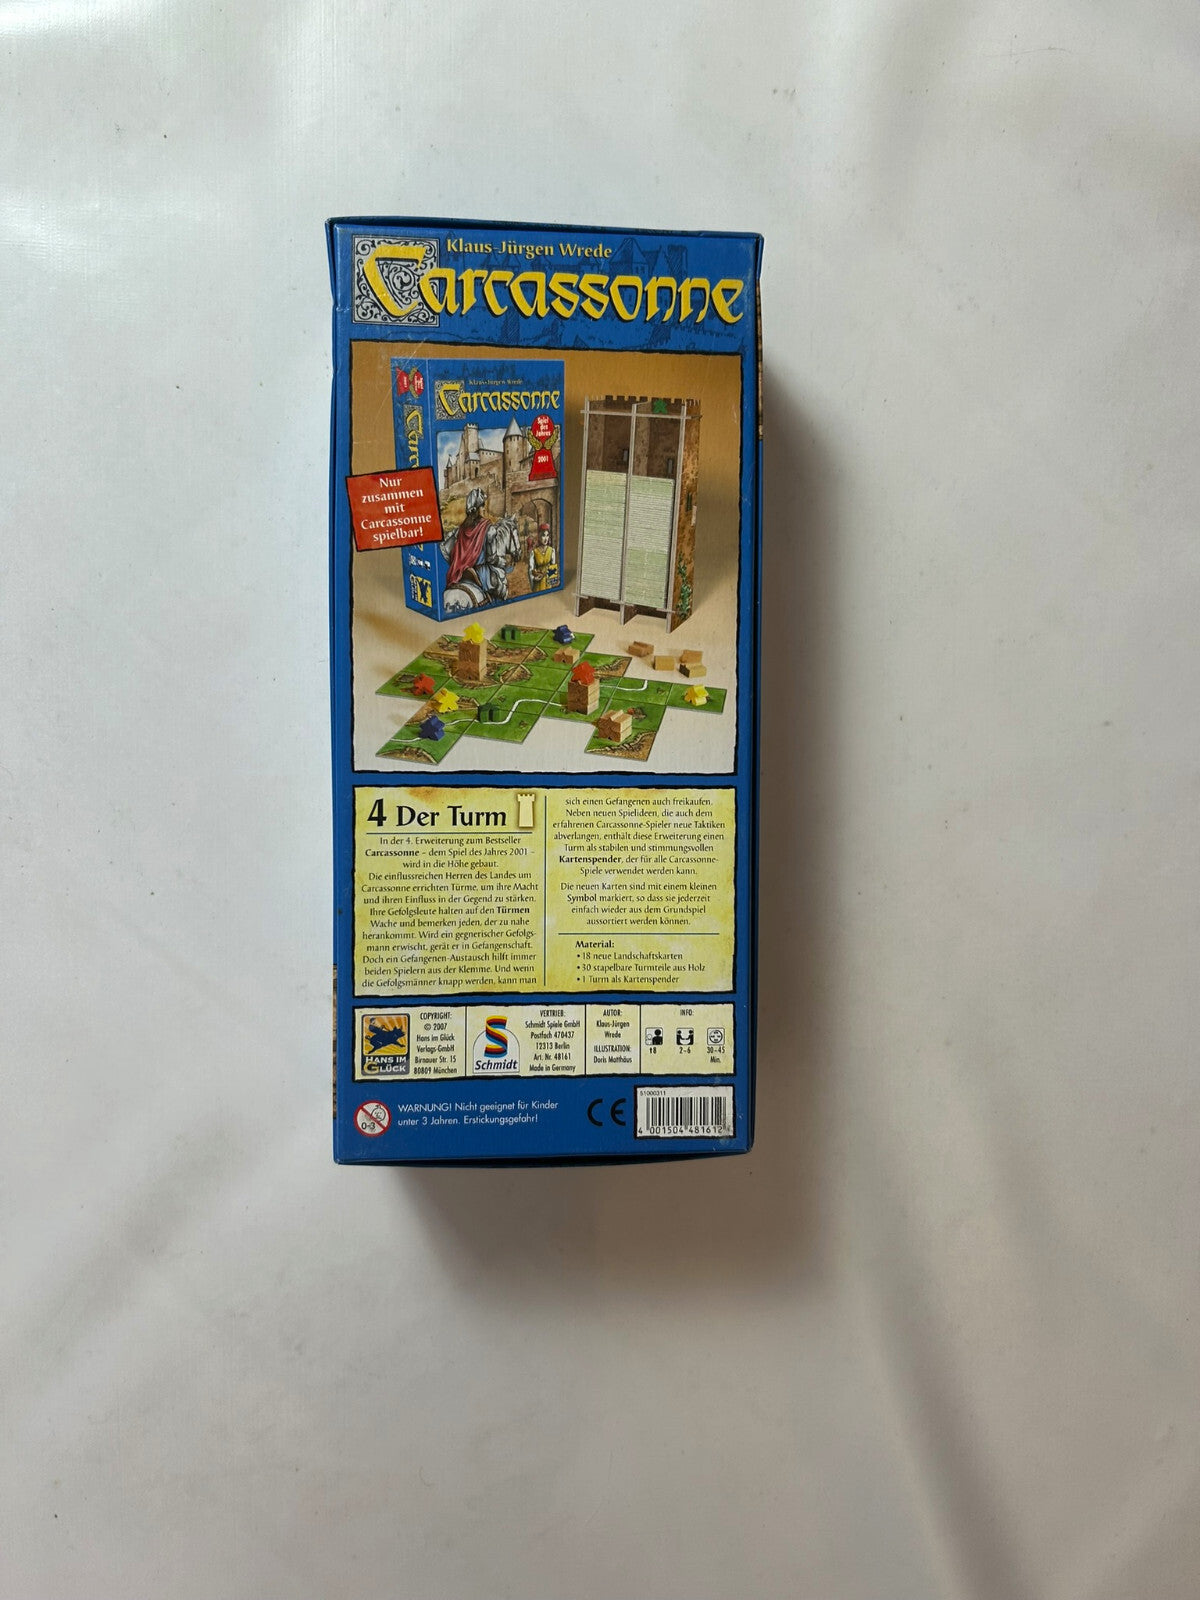 Klaus-Jürgen Wrede
Carcassonne
Klaus-Jürgen Wrede
Carcassonne
Spiel
des
Jahres
2001
Nur
zusammen
mit
Carcassonne
spielbar!
4 Der Turm
In der 4. Erweiterung zum Bestseller
Carcassonne – dem Spiel des Jahres 2001 –
wird in die Höhe gebaut.
Die einflussreichen Herren des Landes um
Carcassonne errichten Türme, um ihre Macht
und ihren Einfluss in der Gegend zu stärken.
Ihre Gefolgsleute halten auf den Türmen
Wache und bemerken jeden, der zu nahe
herankommt. Wird ein gegnerischer Gefolgs-
mann erwischt, gerät er in Gefangenschaft.
Doch ein Gefangenen-Austausch hilft immer
beiden Spielern aus der Klemme. Und wenn
die Gefolgsmänner knapp werden, kann man
sich einen Gefangenen auch freikaufen.
Neben neuen Spielideen, die auch dem
erfahrenen Carcassonne-Spieler neue Taktiken
abverlangen, enthält diese Erweiterung einen
Turm als stabilen und stimmungsvollen
Kartenspender, der für alle Carcassonne-
Spiele verwendet werden kann.
Die neuen Karten sind mit einem kleinen
Symbol markiert, so dass sie jederzeit
einfach wieder aus dem Grundspiel
aussortiert werden können.
Material:
• 18 neue Landschaftskarten
• 30 stapelbare Turmteile aus Holz
• 1 Turm als Kartenspender
HANS IM
GLÜCK
COPYRIGHT:
© 2007
Hans im Glück
Verlags-GmbH
Birnauer Str. 15
80809 München
Schmidt
VERTRIEB:
Schmidt Spiele GmbH
Postfach 470437
12313 Berlin
Art. Nr. 48161
Made in Germany
AUTOR:
Klaus-Jürgen
Wrede
ILLUSTRATION:
Doris Matthäus
INFO:
†8
2–6
30–45
Min.
0-3
WARNUNG! Nicht geeignet für Kinder
unter 3 Jahren. Erstickungsgefahr!
CE
51000311
4 001504 481612